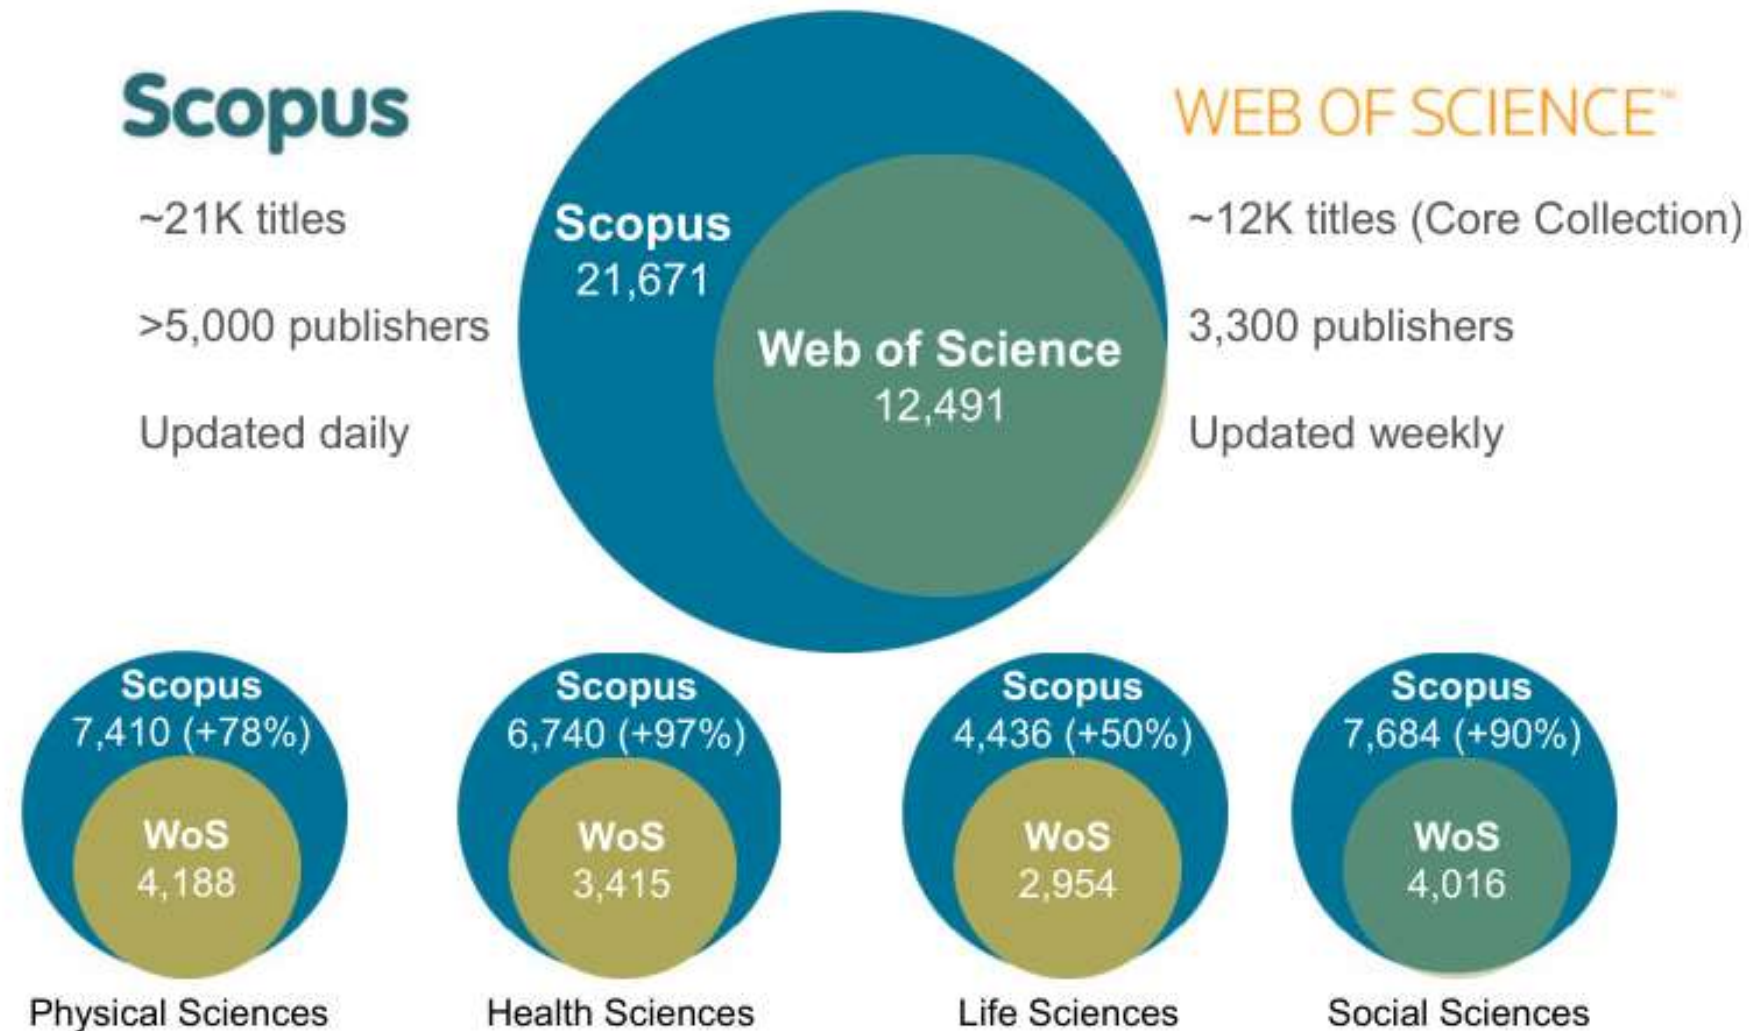 Scopus
~21K titles
>5,000 publishers
Updated daily
Scopus
21,671
Web of Science
12,491
WEB OF SCIENCE™
~12K titles (Core Collection)
3,300 publishers
Updated weekly
Scopus
7,410 (+78%)
WoS
4,188
Physical Sciences
Scopus
6,740 (+97%)
WoS
3,415
Health Sciences
Scopus
4,436 (+50%)
WoS
2,954
Life Sciences
Scopus
7,684 (+90%)
WoS
4,016
Social Sciences